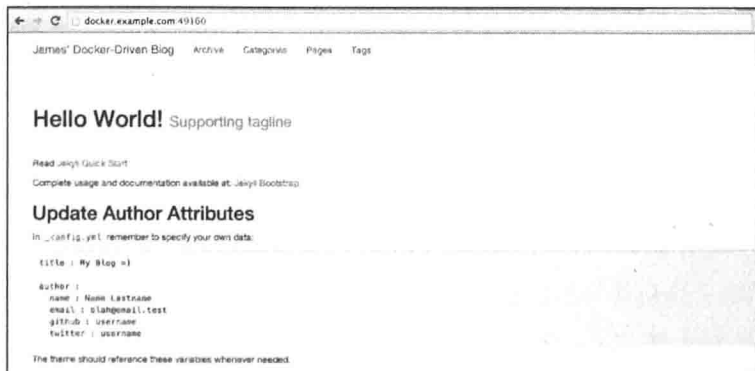 docker.example.com:49160
James' Docker-Driven Blog Archive Categories Pages Tags
Hello World! Supporting tagline
Read Jekyll Quick Start
Complete usage and documentation available at: Jekyll Bootstrap
Update Author Attributes
In _config.yml remember to specify your own data:
title : My Blog =)
author :
name : Name Lastname
email : blah@email.test
github : username
twitter : username
The theme should reference these variables whenever needed.